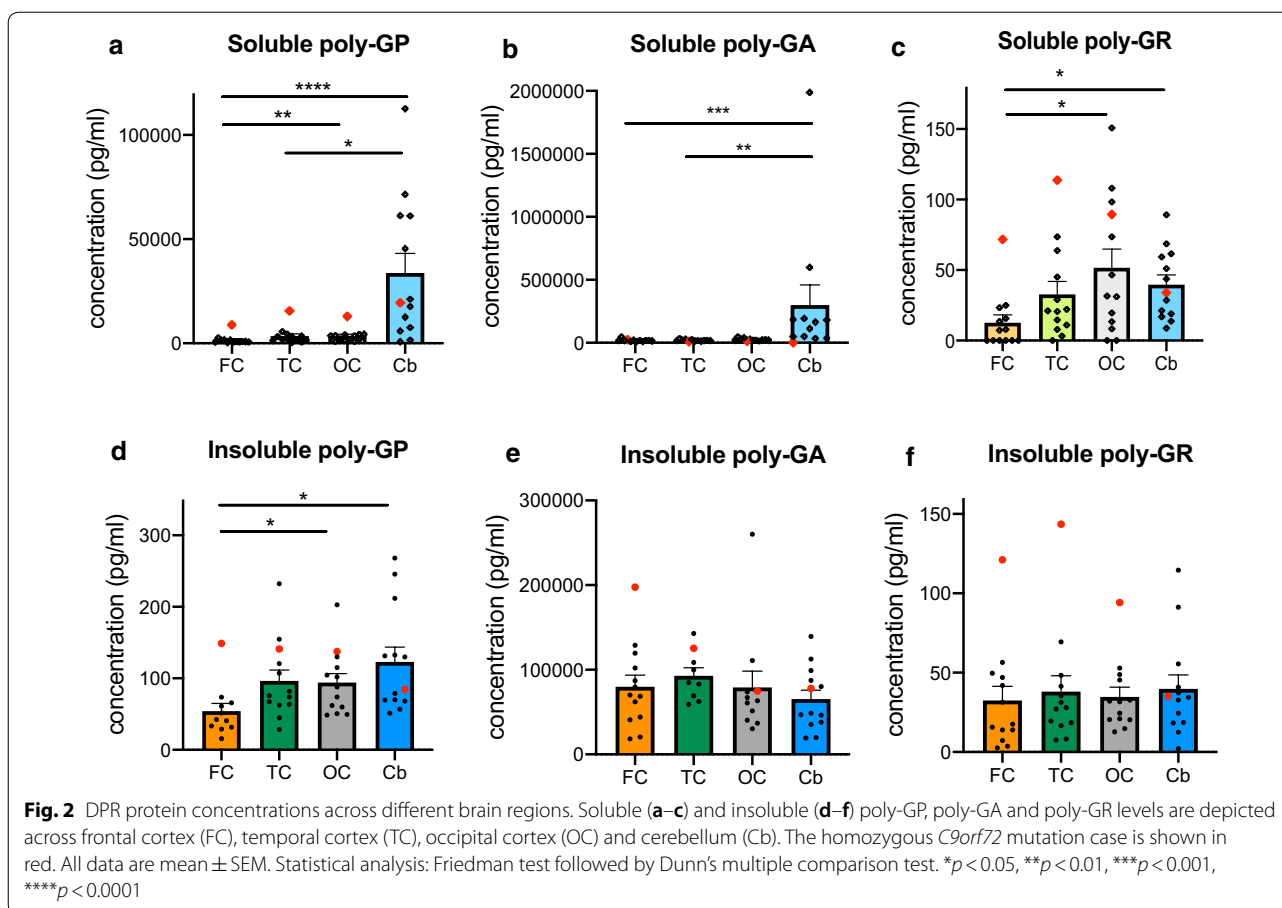 a Soluble poly-GP
concentration (pg/ml)
100000
50000
0
****
**
*
FC TC OC Cb
b Soluble poly-GA
concentration (pg/ml)
2000000
1500000
1000000
500000
0
***
**
FC TC OC Cb
c Soluble poly-GR
concentration (pg/ml)
150
100
50
0
*
*
FC TC OC Cb
d Insoluble poly-GP
concentration (pg/ml)
300
200
100
0
*
*
FC TC OC Cb
e Insoluble poly-GA
concentration (pg/ml)
300000
200000
100000
0
FC TC OC Cb
f Insoluble poly-GR
concentration (pg/ml)
150
100
50
0
FC TC OC Cb
Fig. 2 DPR protein concentrations across different brain regions. Soluble (a–c) and insoluble (d–f) poly-GP, poly-GA and poly-GR levels are depicted
across frontal cortex (FC), temporal cortex (TC), occipital cortex (OC) and cerebellum (Cb). The homozygous C9orf72 mutation case is shown in
red. All data are mean ± SEM. Statistical analysis: Friedman test followed by Dunn's multiple comparison test. *p < 0.05, **p < 0.01, ***p < 0.001,
****p < 0.0001